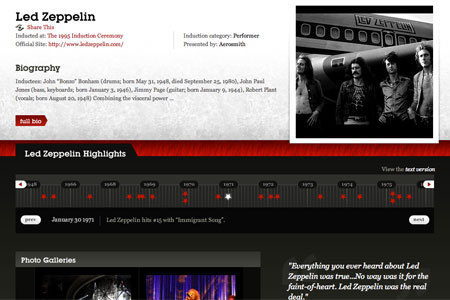 Led Zeppelin
Share This
Inducted at: The 1995 Induction Ceremony
Induction category: Performer
Official Site: http://www.ledzeppelin.com/
Presented by: Aerosmith
LED ZEPPELIN
Biography
Inductees: John "Bonzo" Bonham (drums; born May 31, 1948, died September 25, 1980), John Paul
Jones (bass, keyboards; born January 3, 1946), Jimmy Page (guitar; born January 9, 1944), Robert Plant
(vocals; born August 20, 1948) Combining the visceral power ...
full bio
Led Zeppelin Highlights
View the text version
1966
1968
1969
1970
1971
1972
1973
1974
1975
prev
January 30 1971
Led Zeppelin hits #15 with "Immigrant Song".
next
Photo Galleries
"Everything you ever heard about Led
Zeppelin was true...No way was it for the
faint-of-heart. Led Zeppelin was the real
deal."